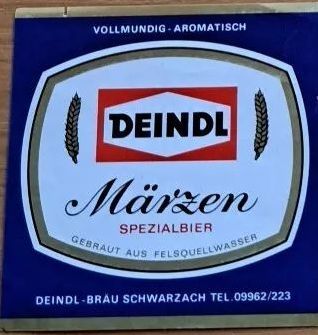 VOLLMUNDIG - AROMATISCH
DEINDL
Märzen
SPEZIALBIER
GEBRAUT AUS FELSQUELLWASSER
DEINDL-BRÄU SCHWARZACH TEL. 09962/223